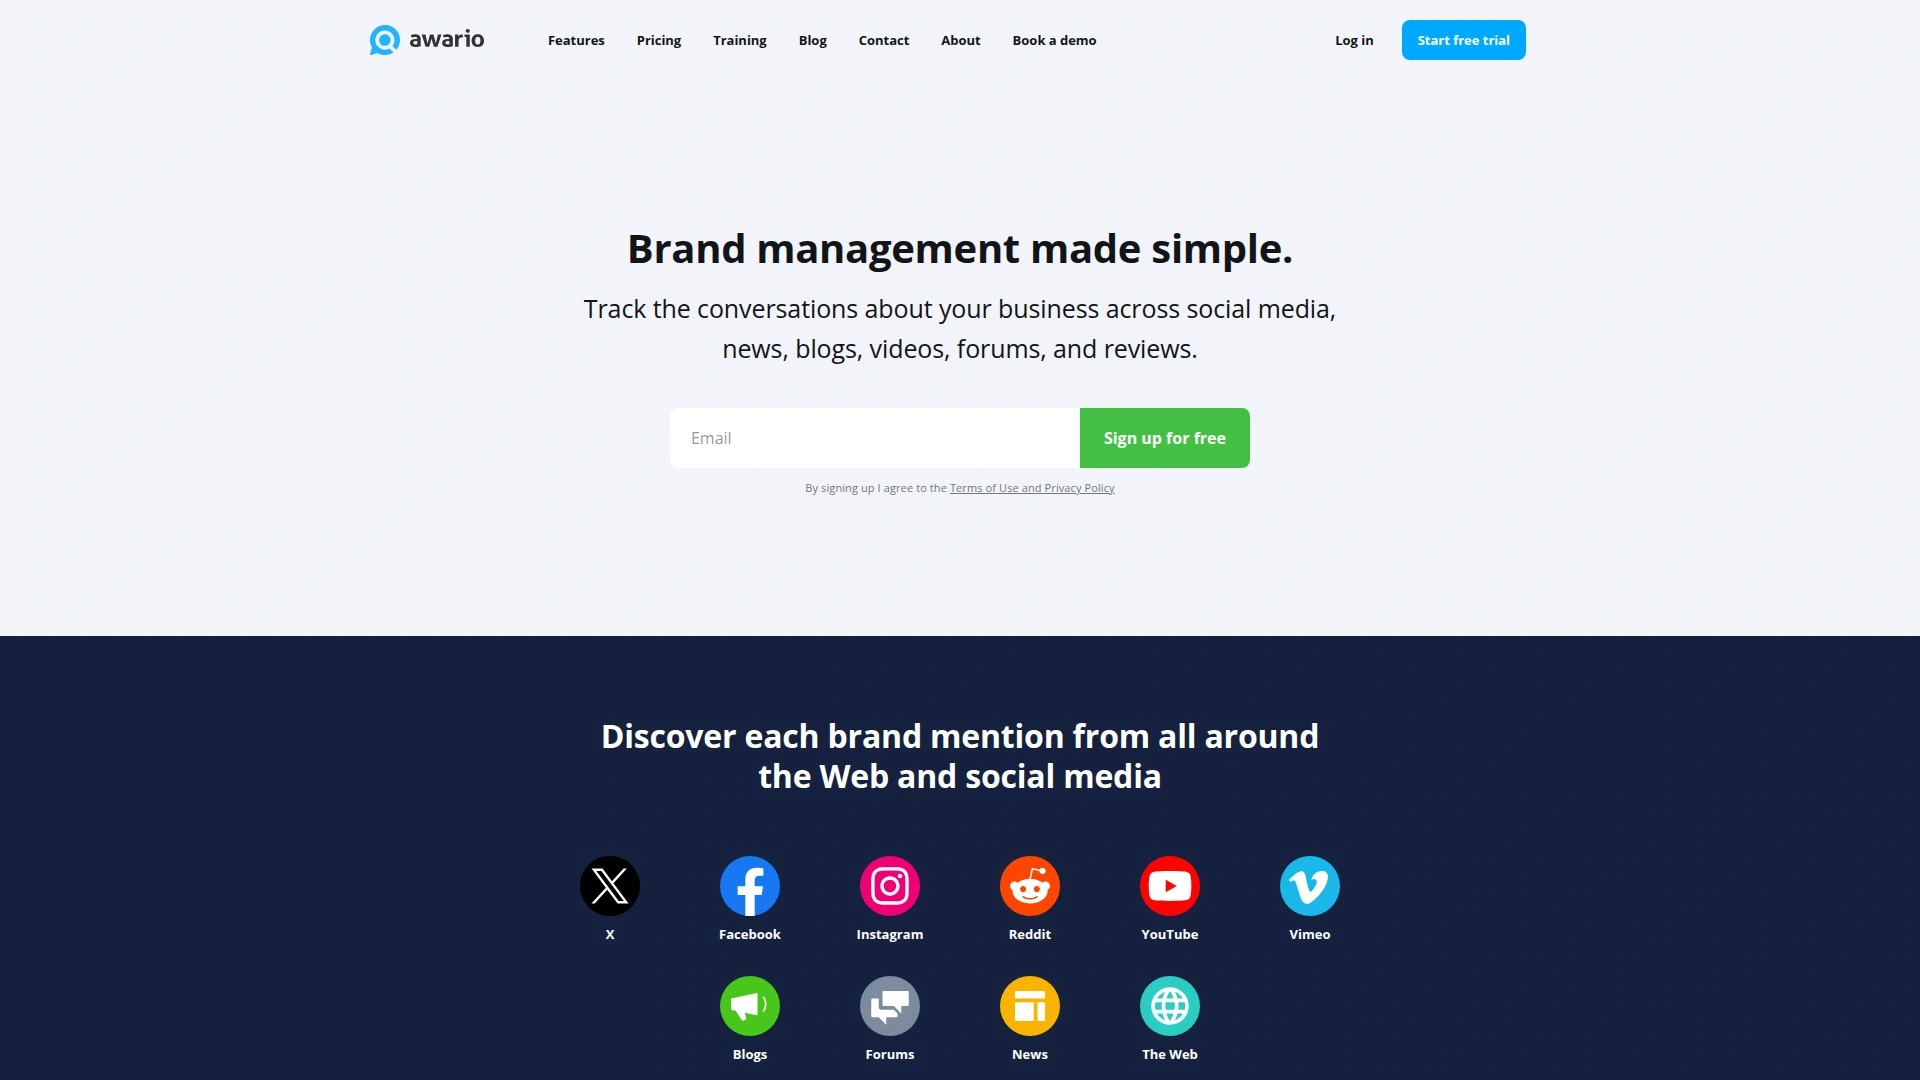 awario
Features
Pricing
Training
Blog
Contact
About
Book a demo
Log in
Start free trial
Brand management made simple.
Track the conversations about your business across social media,
news, blogs, videos, forums, and reviews.
Email
Sign up for free
By signing up I agree to the Terms of Use and Privacy Policy
Discover each brand mention from all around
the Web and social media
X
Facebook
Instagram
Reddit
YouTube
Vimeo
Blogs
Forums
News
The Web